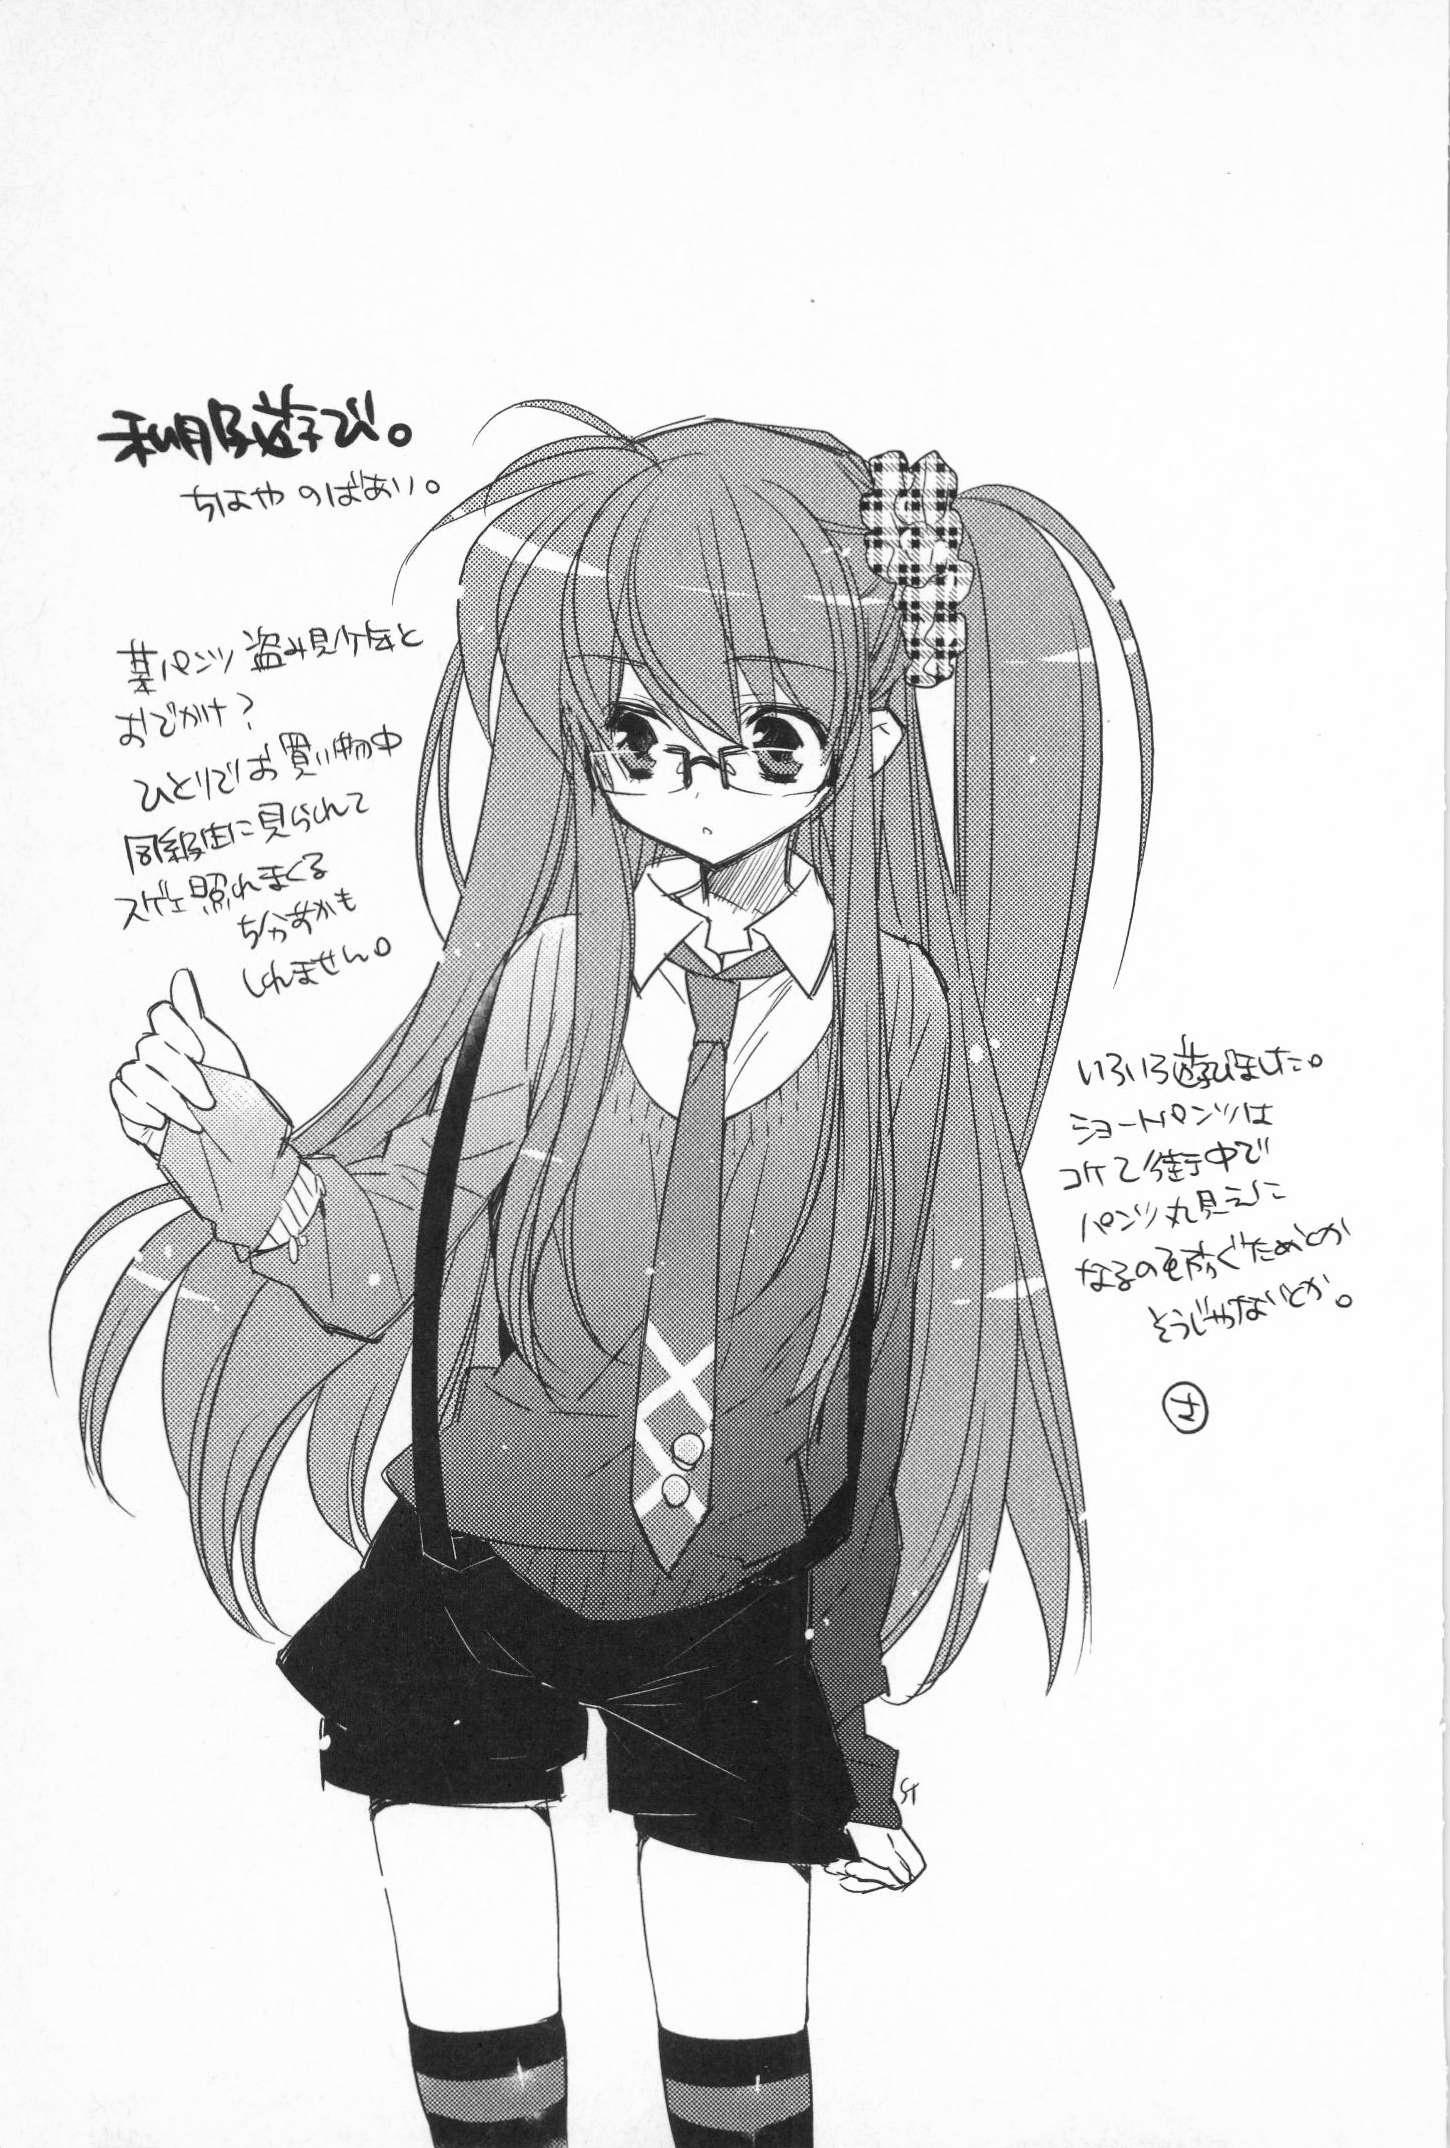 私服遊び。
ちはやのばあい。
某パンツ盗み見少年と
おでかけ？
ひとりでお買い物中
同級生に見られて
スゲェ照れまくる
ちがうかも
しれません。
いろいろ遊びました。
ショートパンツは
コケて街中で
パンツ丸見えに
なるのを防ぐためとか
そうじゃないとか。
さ